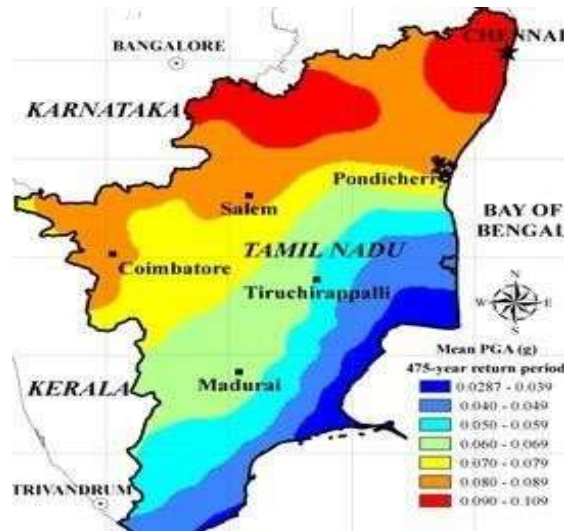 CHENNAI
BANGALORE
KARNATAKA
Pondicherry
Salem
BAY OF
BENGAL
TAMIL NADU
Coimbatore
Tiruchirappalli
N
W
E
S
Mean PGA (g)
475-year return period
KERALA
Madurai
0.0287 - 0.039
0.040 - 0.049
0.050 - 0.059
0.060 - 0.069
0.070 - 0.079
0.080 - 0.089
0.090 - 0.109
TRIVANDRUM